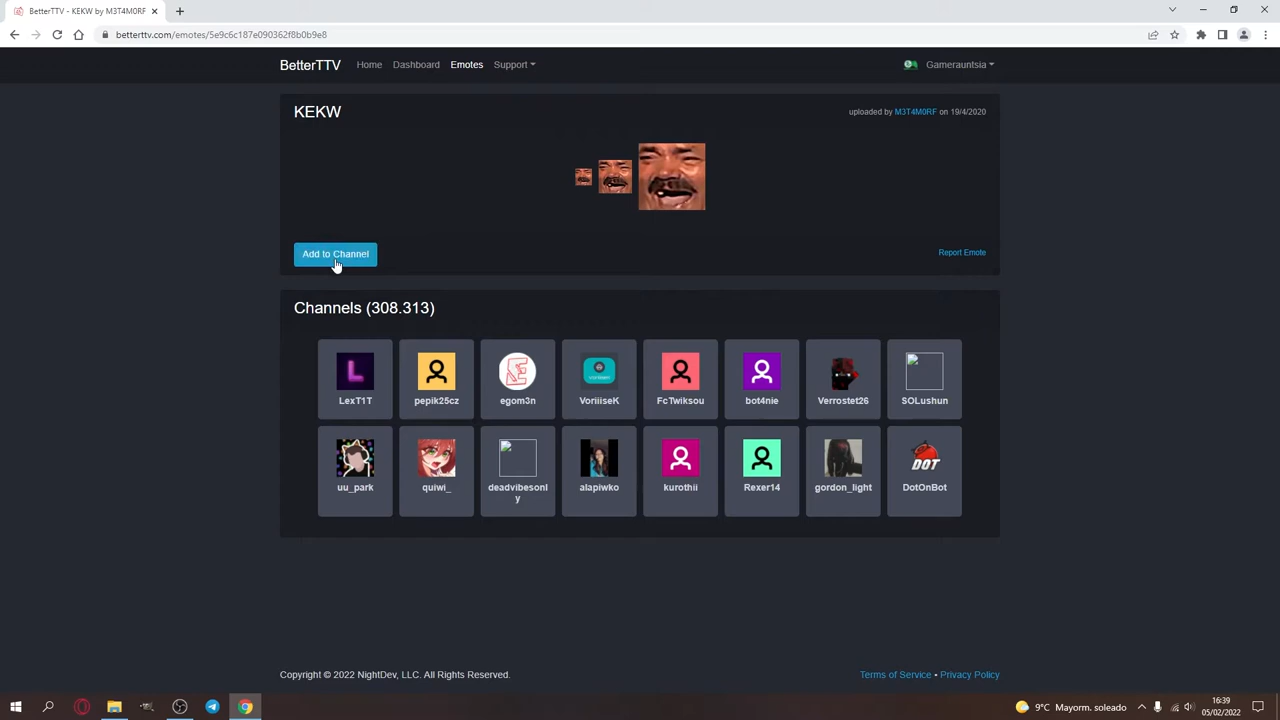 BetterTTV - KEKW by M3T4M0RF
betterttv.com/emotes/5e9c6c187e090362f8b0b9e8
BetterTTV Home Dashboard Emotes Support Gamerauntsia
KEKW uploaded by M3T4M0RF on 19/4/2020
Add to Channel Report Emote
Channels (308.313)
LexT1T pepik25cz egom3n VoriiiseK FcTwiksou bot4nie Verrostet26 SOLushun
uu_park quiwi_ deadvibesonl alapiwko kurothii Rexer14 gordon_light DotOnBot
y
DOT
Copyright © 2022 NightDev, LLC. All Rights Reserved. Terms of Service • Privacy Policy
9°C Mayorm. soleado 16:39
05/02/2022